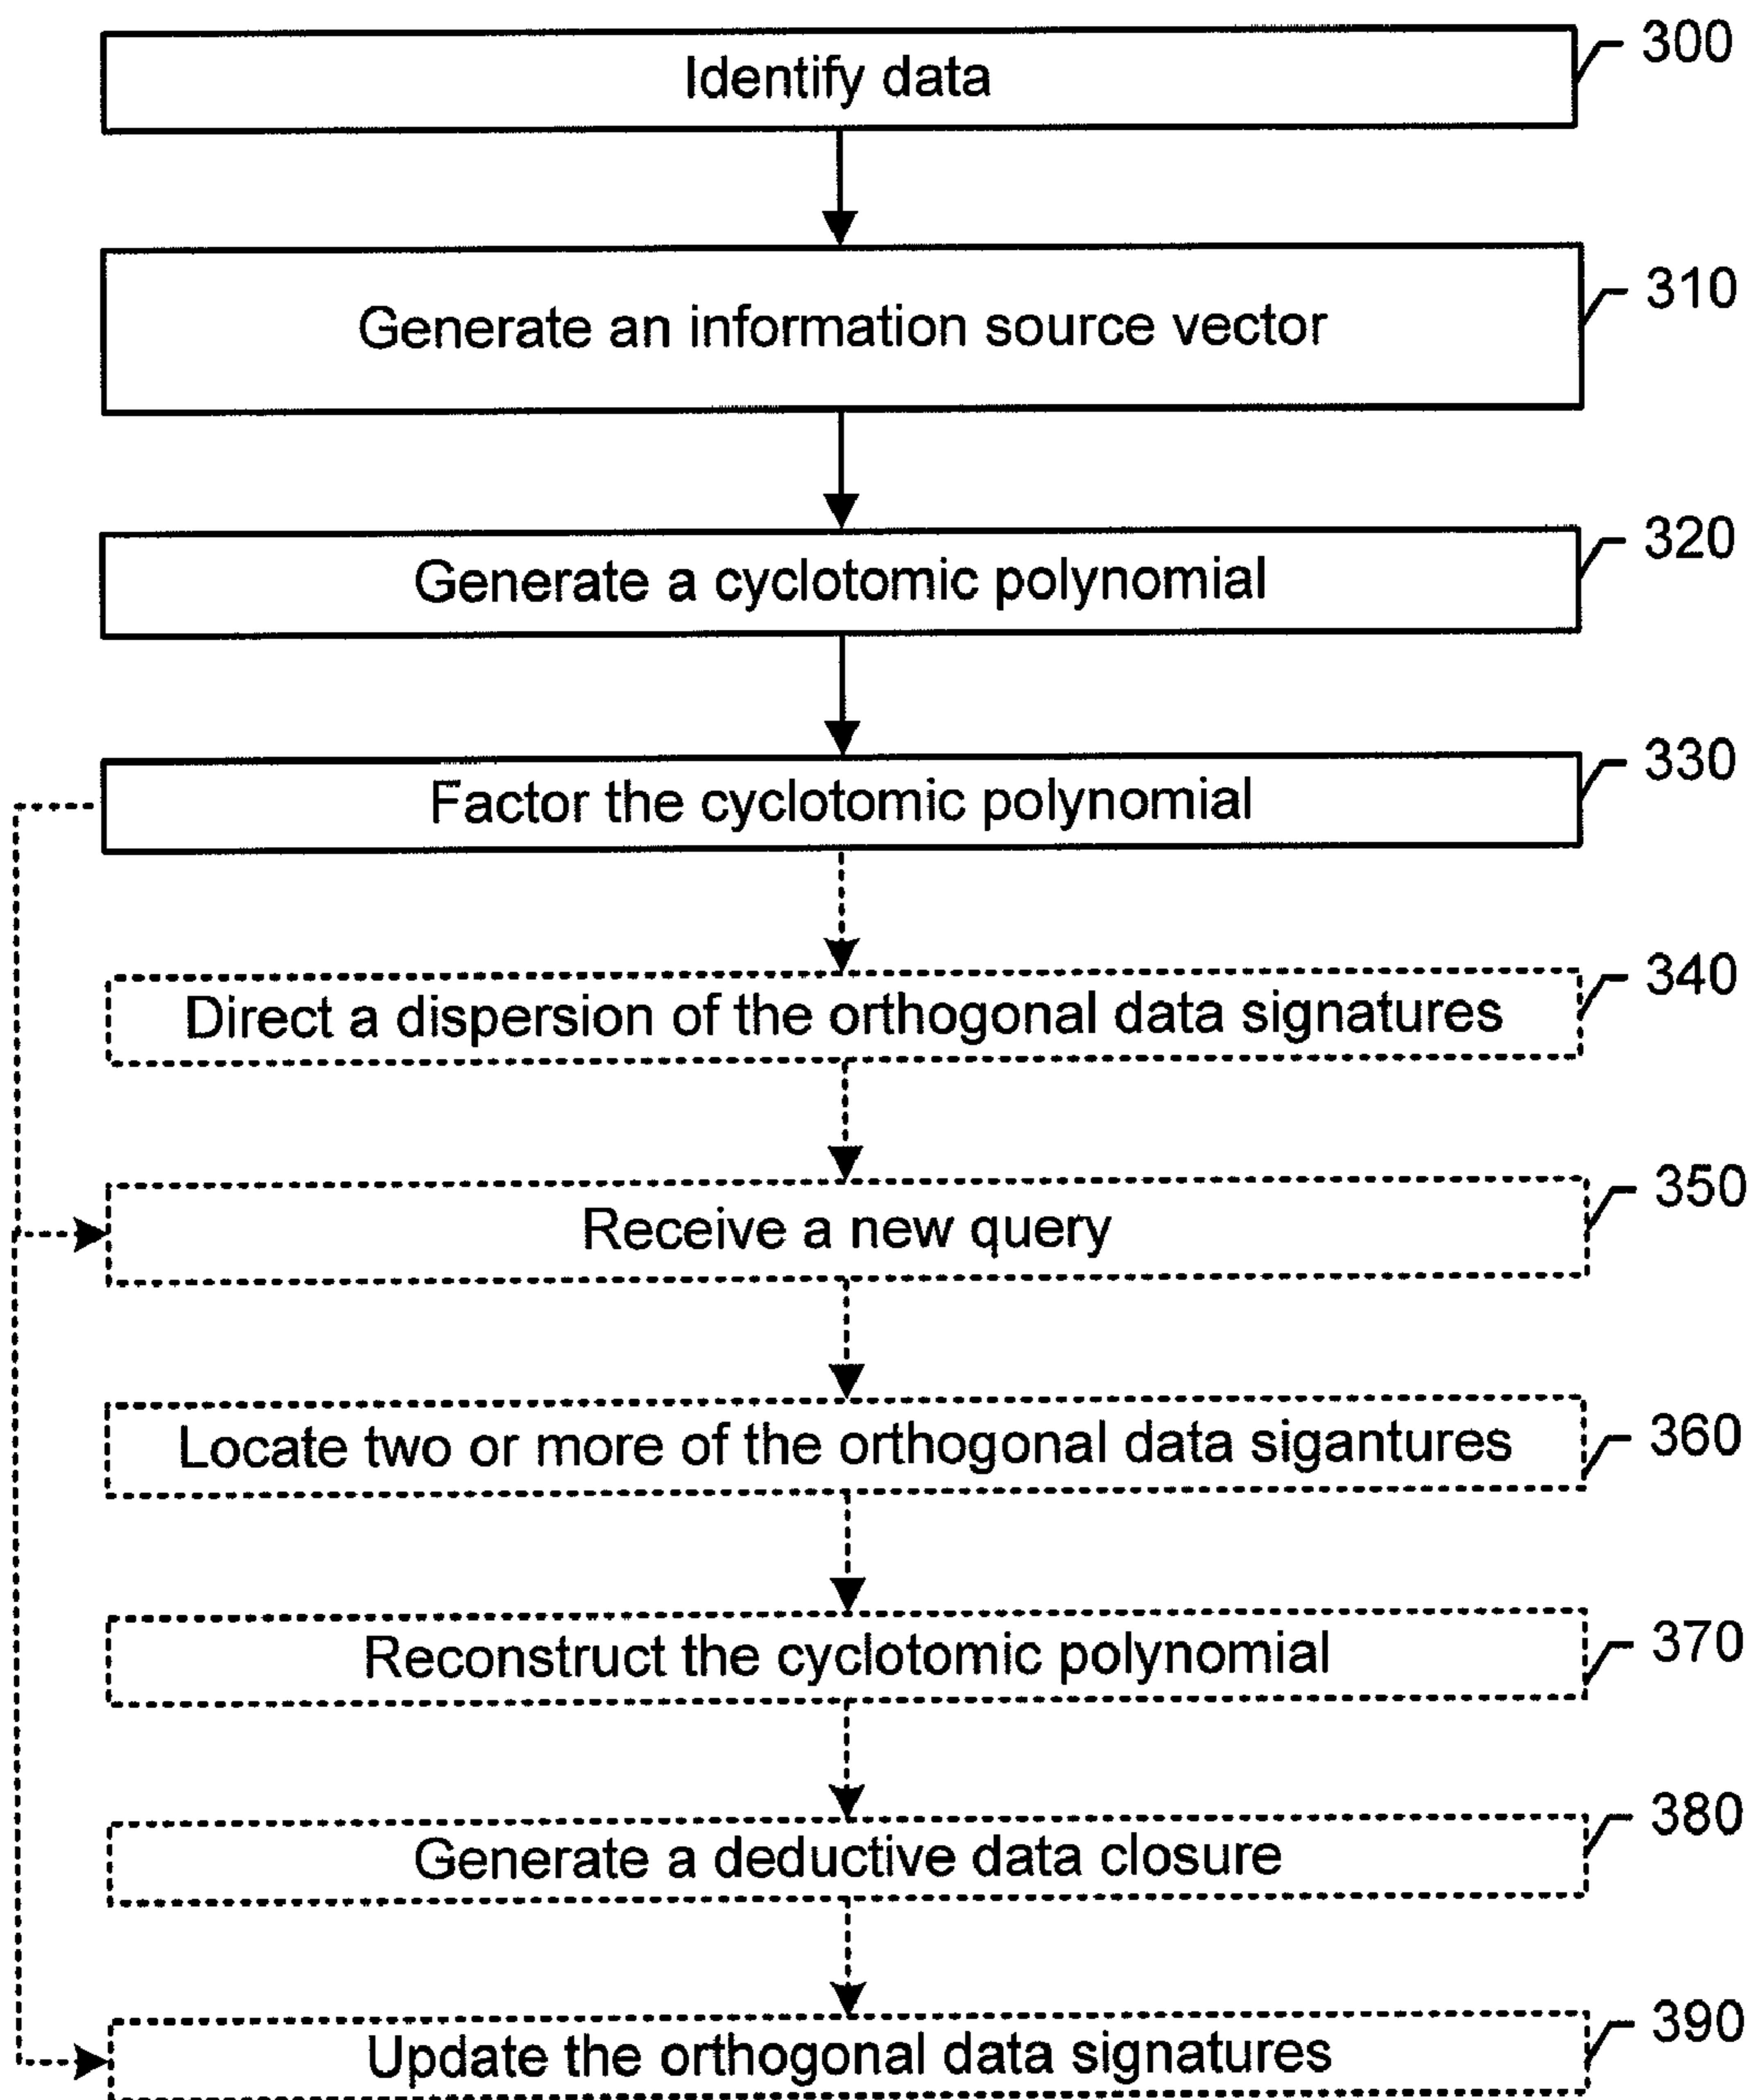 300
Identify data
310
Generate an information source vector
320
Generate a cyclotomic polynomial
330
Factor the cyclotomic polynomial
340
Direct a dispersion of the orthogonal data signatures
350
Receive a new query
360
Locate two or more of the orthogonal data sigantures
370
Reconstruct the cyclotomic polynomial
380
Generate a deductive data closure
390
Update the orthogonal data signatures